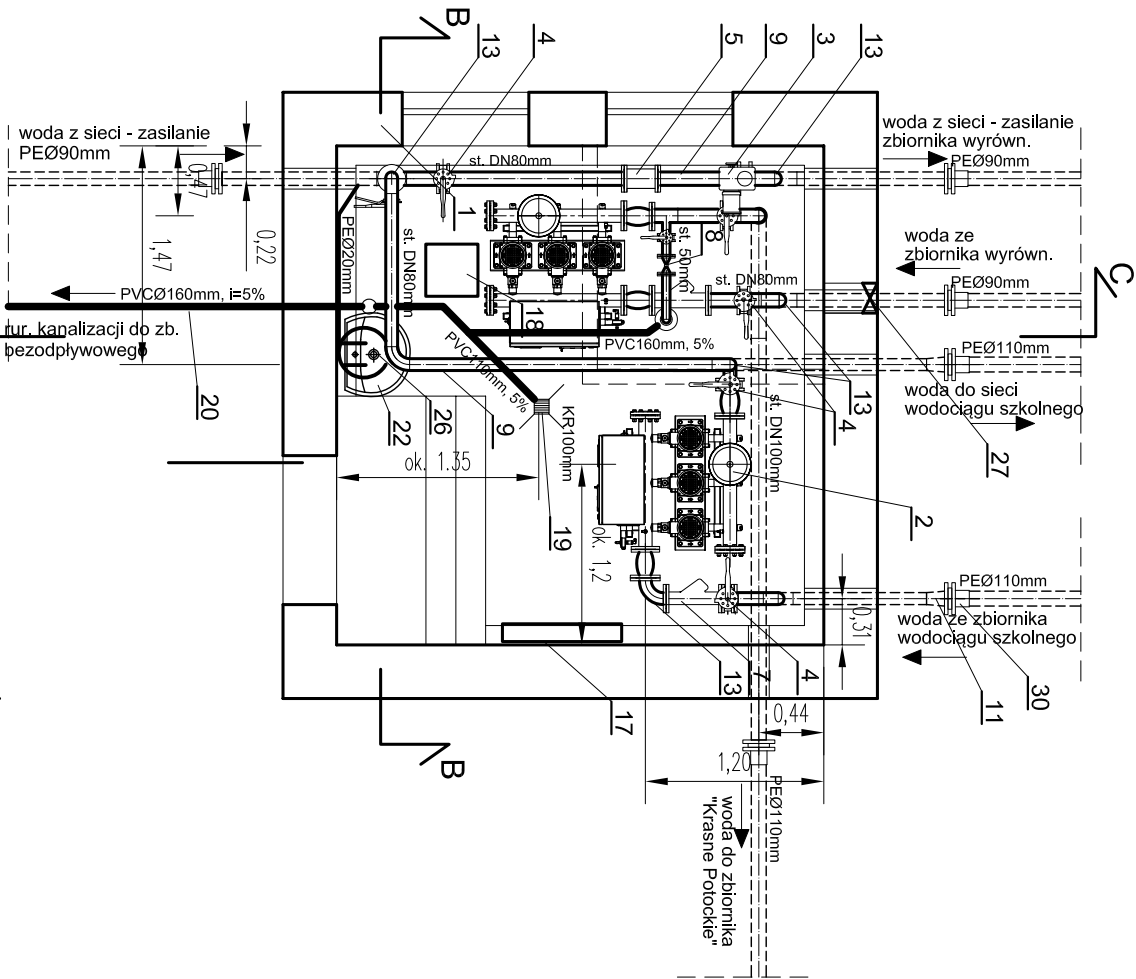 B
13
4
5
9
3
13
C
woda z sieci - zasilanie
PEØ90mm
0,47
0,22
1,47
st. DN80mm
woda z sieci - zasilanie
zbiornika wyrówn.
PEØ90mm
1
8
st. 50mm
PEØ20mm
st. DN80mm
18
st. DN80mm
woda ze
zbiornika wyrówn.
PEØ90mm
PVCØ160mm, i=5%
rur. kanalizacji do zb.
bezodpływowego
PVC160mm, 5%
PVC110mm, 5%
PEØ110mm
woda do sieci
wodociągu szkolnego
20
22
26
9
KR100mm
st. DN100mm
13
4
27
ok. 1.35
19
ok. 1,2
2
PEØ110mm
woda ze zbiornika
wodociągu szkolnego
0,31
17
13
7
4
11
30
0,44
1,20
B
PEØ110mm
woda do zbiornika
"Krasne Potockie"